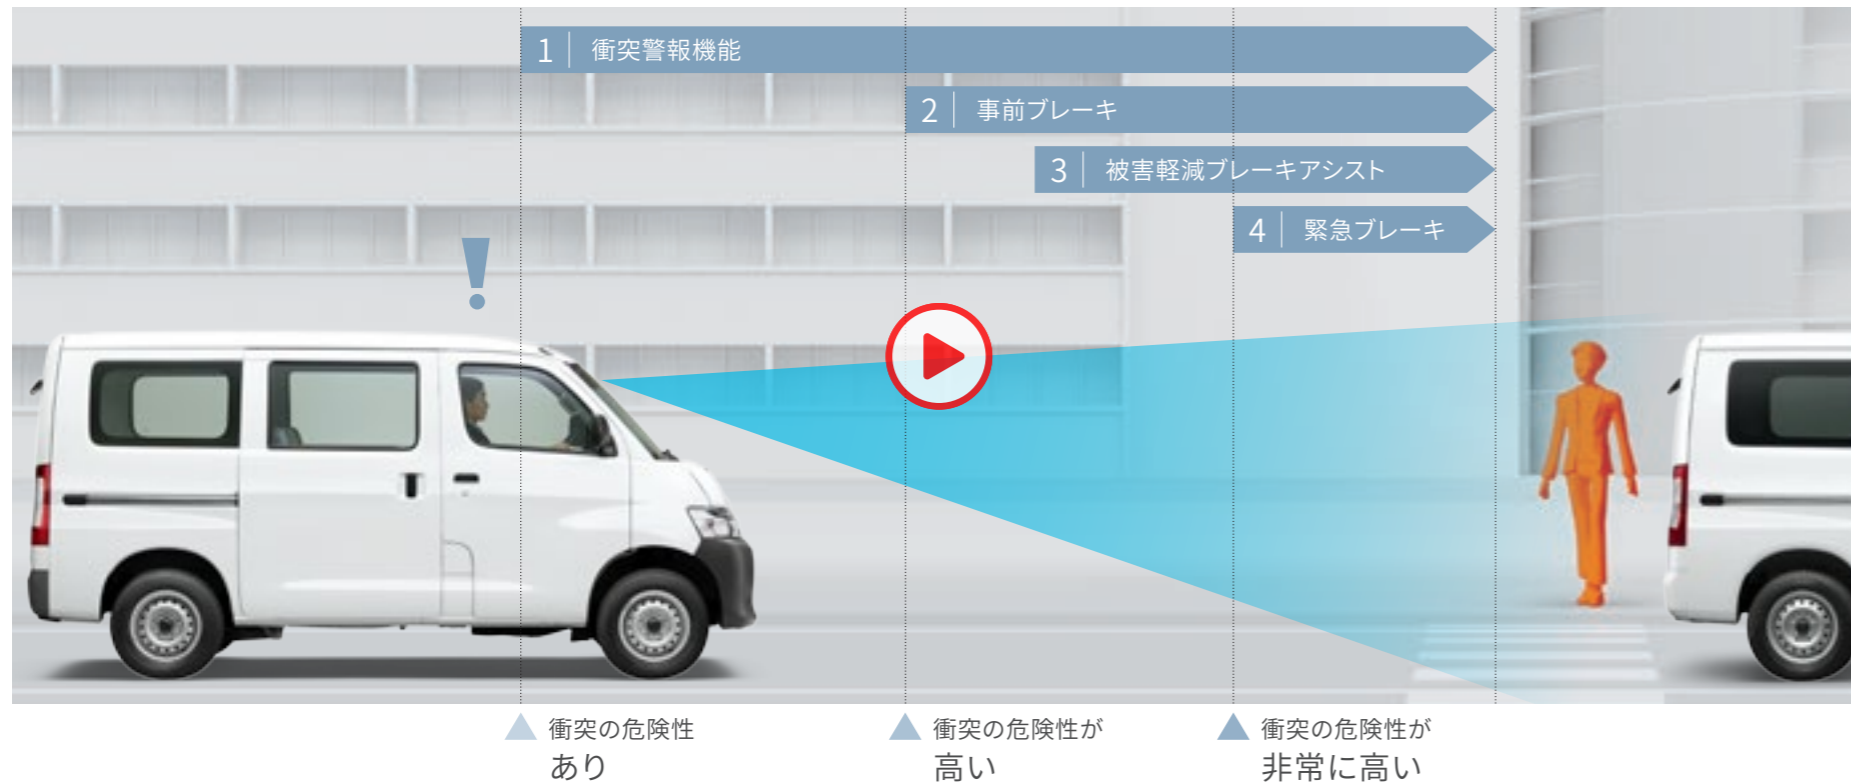 1 衝突警報機能
2 事前ブレーキ
3 被害軽減ブレーキアシスト
4 緊急ブレーキ
!
衝突の危険性
あり
衝突の危険性が
高い
衝突の危険性が
非常に高い